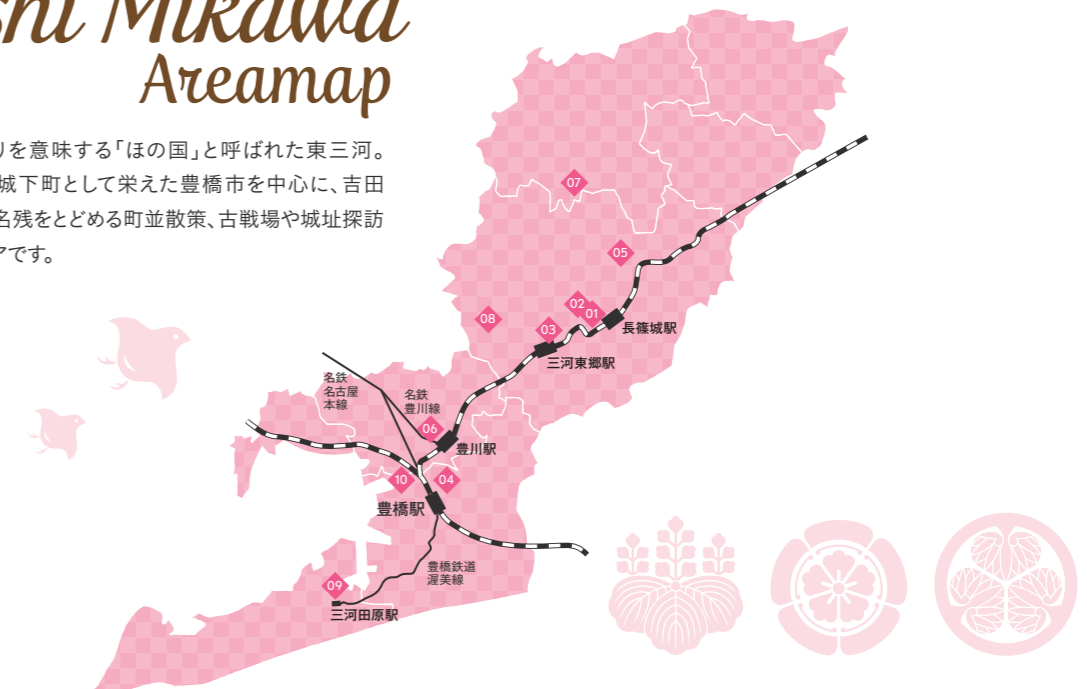 shi Mikawa
Areamap
りを意味する「ほの国」と呼ばれた東三河。
城下町として栄えた豊橋市を中心に、吉田
名残をとどめる町並散策、古戦場や城址探訪
アです。
07
05
02
01
長篠城駅
08
03
三河東郷駅
名鉄
名古屋
本線
名鉄
豊川線
06
豊川駅
10
04
豊橋駅
豊橋鉄道
渥美線
09
三河田原駅